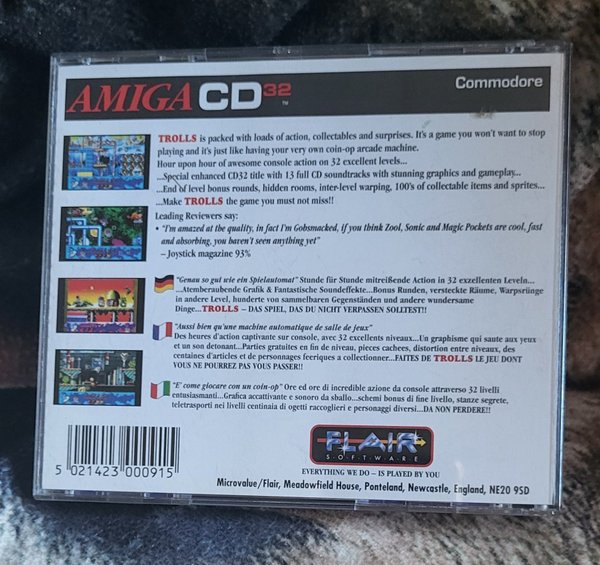 AMIGA CD32 ™
Commodore
TROLLS is packed with loads of action, collectables and surprises. It's a game you won't want to stop
playing and it's just like having your very own coin-op arcade machine.
Hour upon hour of awesome console action on 32 excellent levels...
...Special enhanced CD32 title with 13 full CD soundtracks with stunning graphics and gameplay...
...End of level bonus rounds, hidden rooms, inter-level warping, 100's of collectable items and sprites...
...Make TROLLS the game you must not miss!!
Leading Reviewers say:
• "I'm amazed at the quality, in fact I'm Gobsmacked, if you think Zool, Sonic and Magic Pockets are cool, fast
and absorbing, you haven't seen anything yet"
– Joystick magazine 93%
"Genau so gut wie ein Spielautomat" Stunde für Stunde mitreißende Action in 32 exzellenten Leveln...
...Atemberaubende Grafik & Fantastische Soundeffekte...Bonus Runden, versteckte Räume, Warpsrünge
in andere Level, hunderte von sammelbaren Gegenständen und andere wundersame
Dinge...TROLLS – DAS SPIEL, DAS DU NICHT VERPASSEN SOLLTEST!!
"Aussi bien qu'une machine automatique de salle de jeux"
Des heures d'action captivante sur console, avec 32 excellents niveaux...Un graphisme qui saute aux yeux
et un son detonant...Parties gratuites en fin de niveau, pieces cachees, distortion entre niveaux, des
centaines d'articles et de personnages feeriques a collectionner...FAITES DE TROLLS LE JEU DONT
VOUS NE POURREZ PAS VOUS PASSER!!
"E' come giocare con un coin-op" Ore ed ore di incredible azione da console attraverso 32 livelli
entusiasmanti...Grafica accattivante e sonoro da sballo...schemi bonus di fine livello, stanze segrete,
teletrasporti nei livelli centinaia di ogetti raccoglieri e personaggi diversi...DA NON PERDERE!!
5 021423 000915
FLAIR
SOFTWARE
EVERYTHING WE DO – IS PLAYED BY YOU
Microvalue/Flair, Meadowfield House, Ponteland, Newcastle, England, NE20 9SD